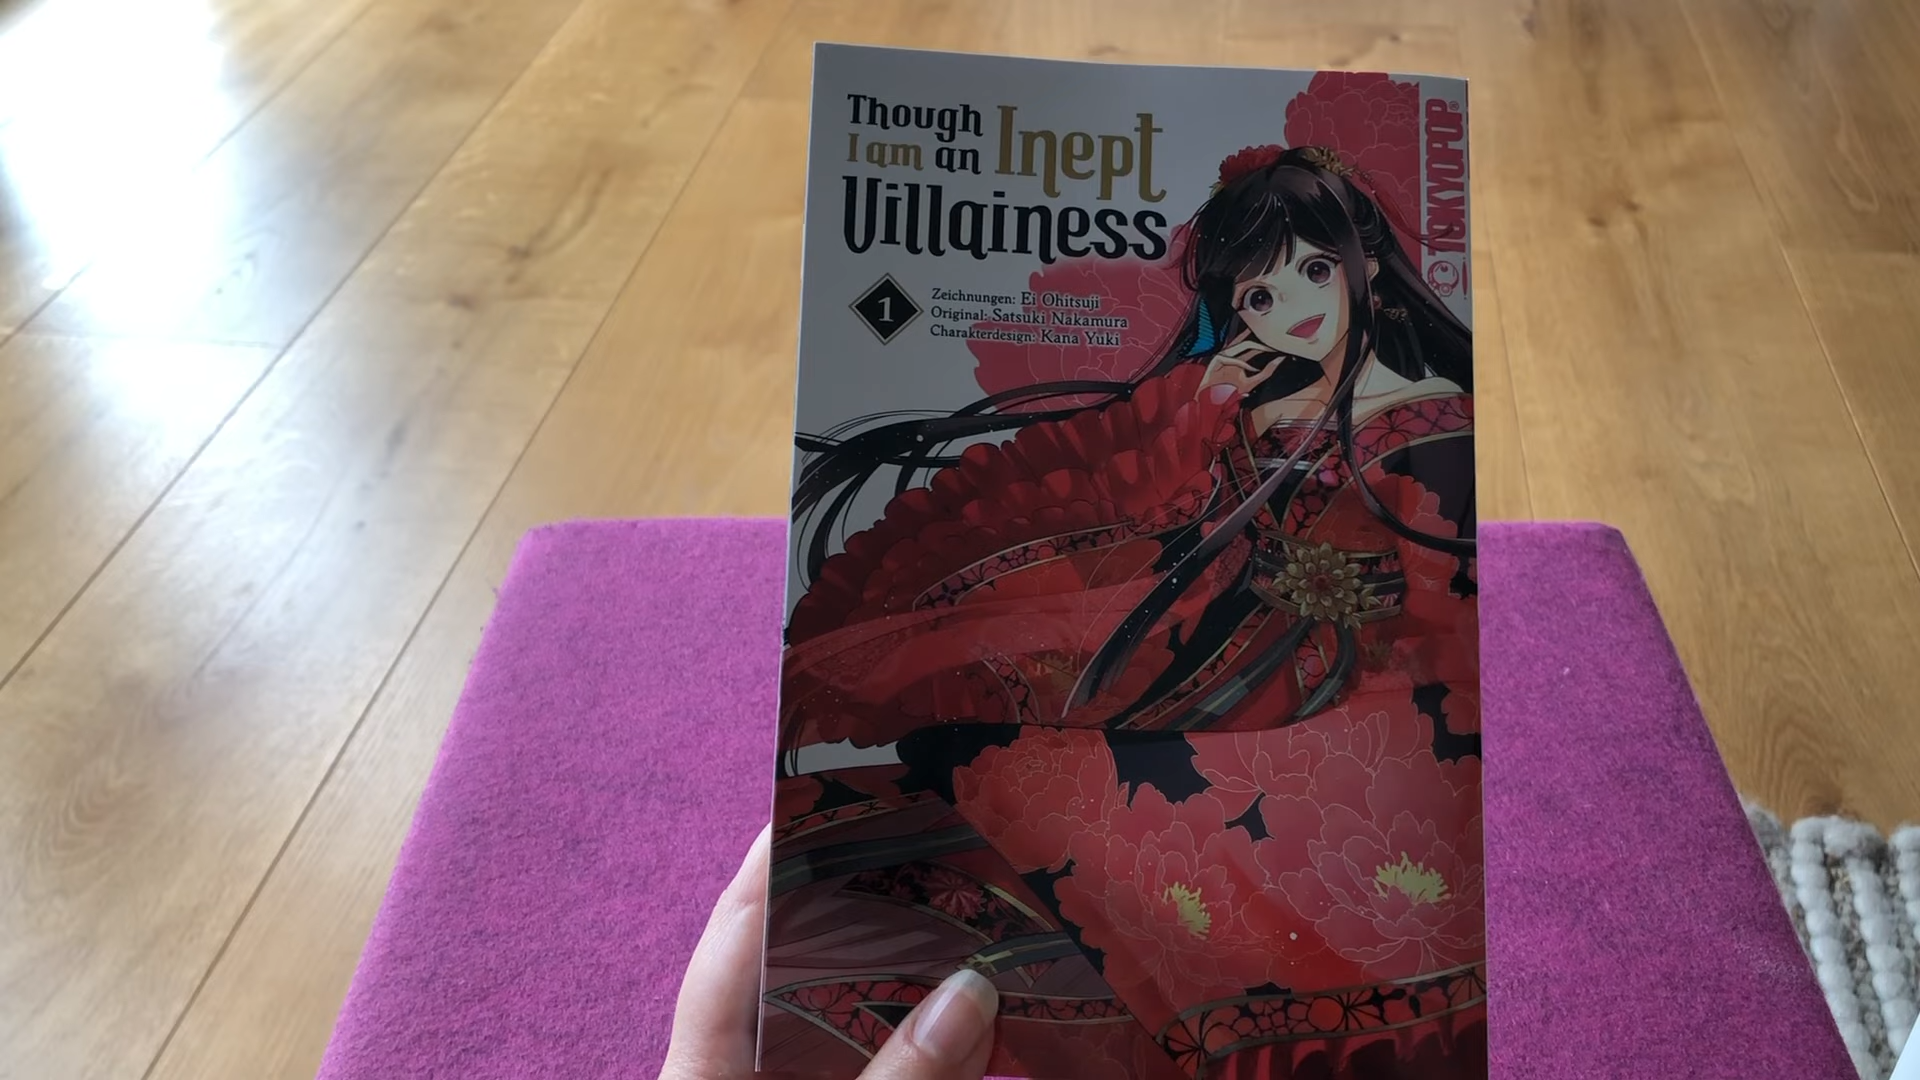 Though
I am an Inept
Villainess
1
Zeichnungen: Ei Ohitsuji
Original: Satsuki Nakamura
Charakterdesign: Kana Yuki
TOKYOPOP®